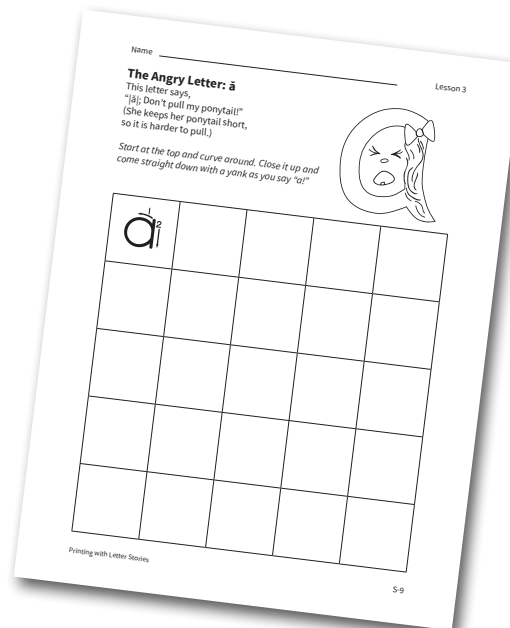 Name
Lesson 3
The Angry Letter: ă
This letter says,
"|ă|; Don't pull my ponytail!"
(She keeps her ponytail short,
so it is harder to pull.)
Start at the top and curve around. Close it up and
come straight down with a yank as you say "a!"
a 1 2
Printing with Letter Stories
S-9